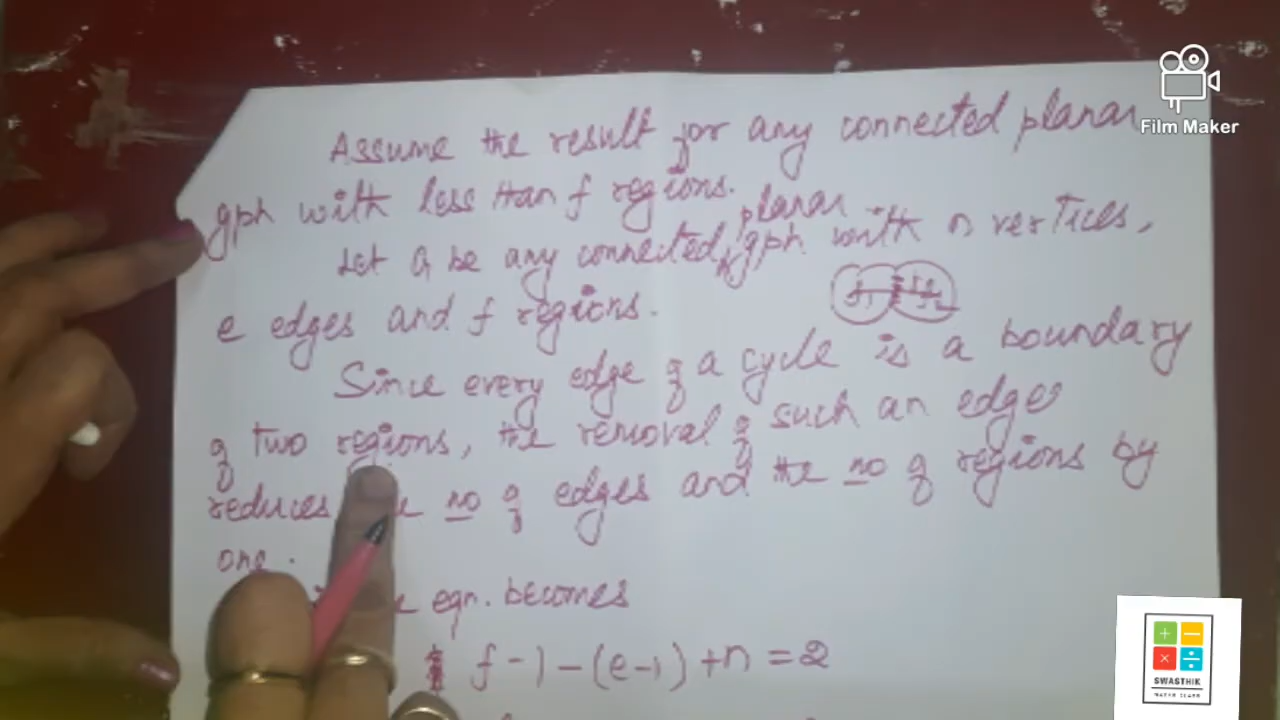 Assume the result for any connected planar
gph with less than f regions.
planar
Let G be any connected gph with n vertices,
e edges and f regions.
Since every edge of a cycle is a boundary
of two regions, the removal of such an edges
reduces no of edges and the no of regions by
one.
eqn. becomes
f-1-(e-1)+n=2
Film Maker
SWASTHIK